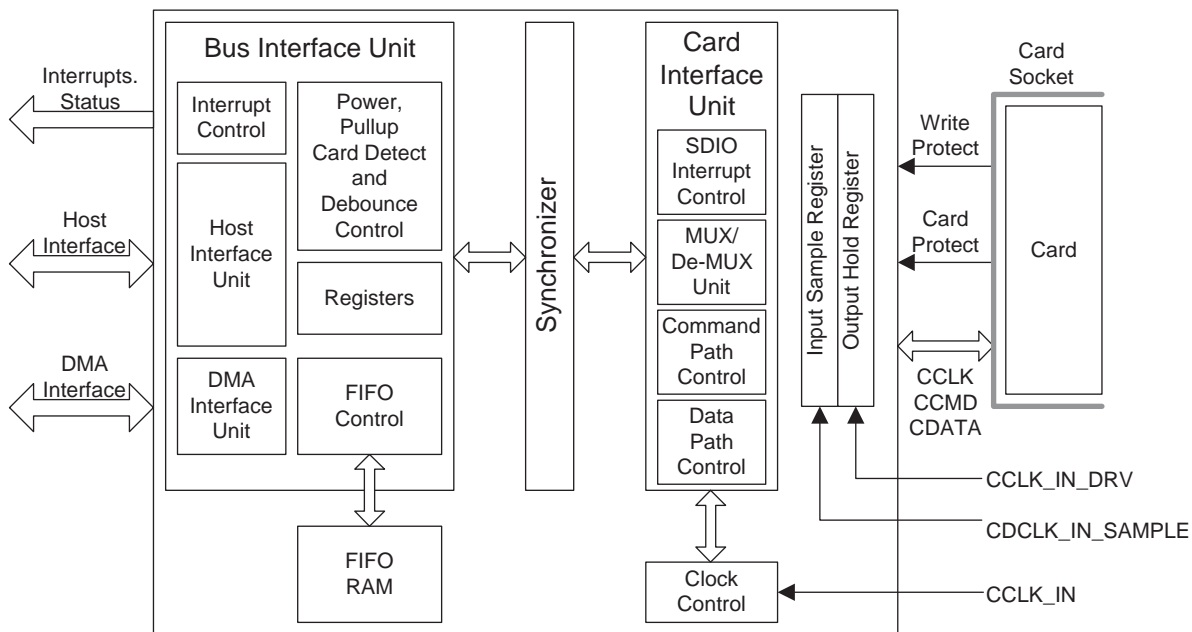 Interrupts.
Status
Host
Interface
DMA
Interface
Bus Interface Unit
Interrupt
Control
Host
Interface
Unit
DMA
Interface
Unit
Power,
Pullup
Card Detect
and
Debounce
Control
Registers
FIFO
Control
FIFO
RAM
Synchronizer
Card
Interface
Unit
SDIO
Interrupt
Control
MUX/
De-MUX
Unit
Command
Path
Control
Data
Path
Control
Clock
Control
Input Sample Register
Output Hold Register
Write
Protect
Card
Protect
CCLK
CCMD
CDATA
Card
Socket
Card
CCLK_IN_DRV
CDCLK_IN_SAMPLE
CCLK_IN